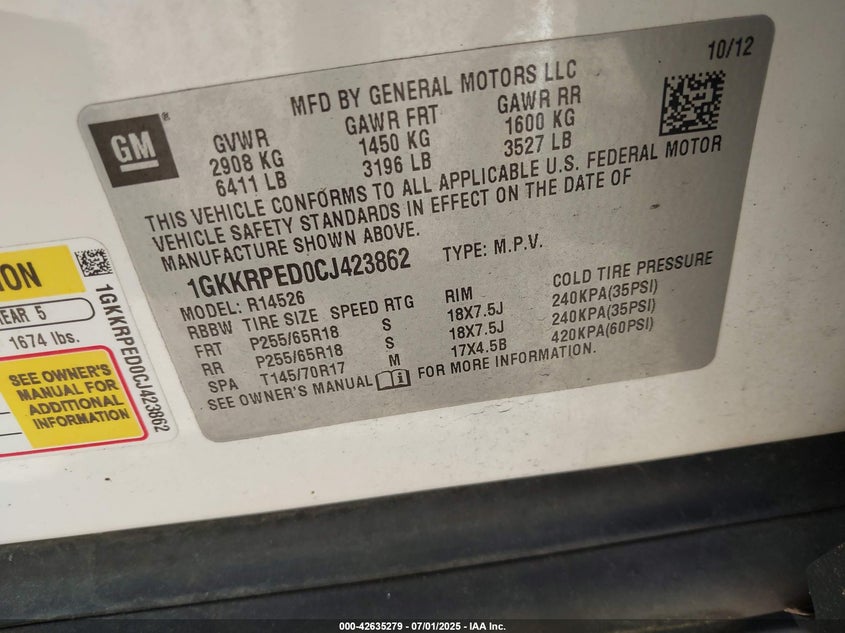 10/12
MFD BY GENERAL MOTORS LLC
GM®
GVWR GAWR FRT GAWR RR
2908 KG 1450 KG 1600 KG
6411 LB 3196 LB 3527 LB
THIS VEHICLE CONFORMS TO ALL APPLICABLE U.S. FEDERAL MOTOR
VEHICLE SAFETY STANDARDS IN EFFECT ON THE DATE OF
MANUFACTURE SHOWN ABOVE.
1GKKRPED0CJ423862 TYPE: M.P.V.
MODEL: R14526
RBBW TIRE SIZE SPEED RTG RIM COLD TIRE PRESSURE
FRT P255/65R18 S 18X7.5J 240KPA(35PSI)
RR P255/65R18 S 18X7.5J 240KPA(35PSI)
SPA T145/70R17 M 17X4.5B 420KPA(60PSI)
SEE OWNER'S MANUAL FOR MORE INFORMATION.
ION
EAR 5
1674 lbs.
SEE OWNER'S
MANUAL FOR
ADDITIONAL
INFORMATION
1GKKRPED0CJ423862
000-42635279 - 07/01/2025 - IAA Inc.